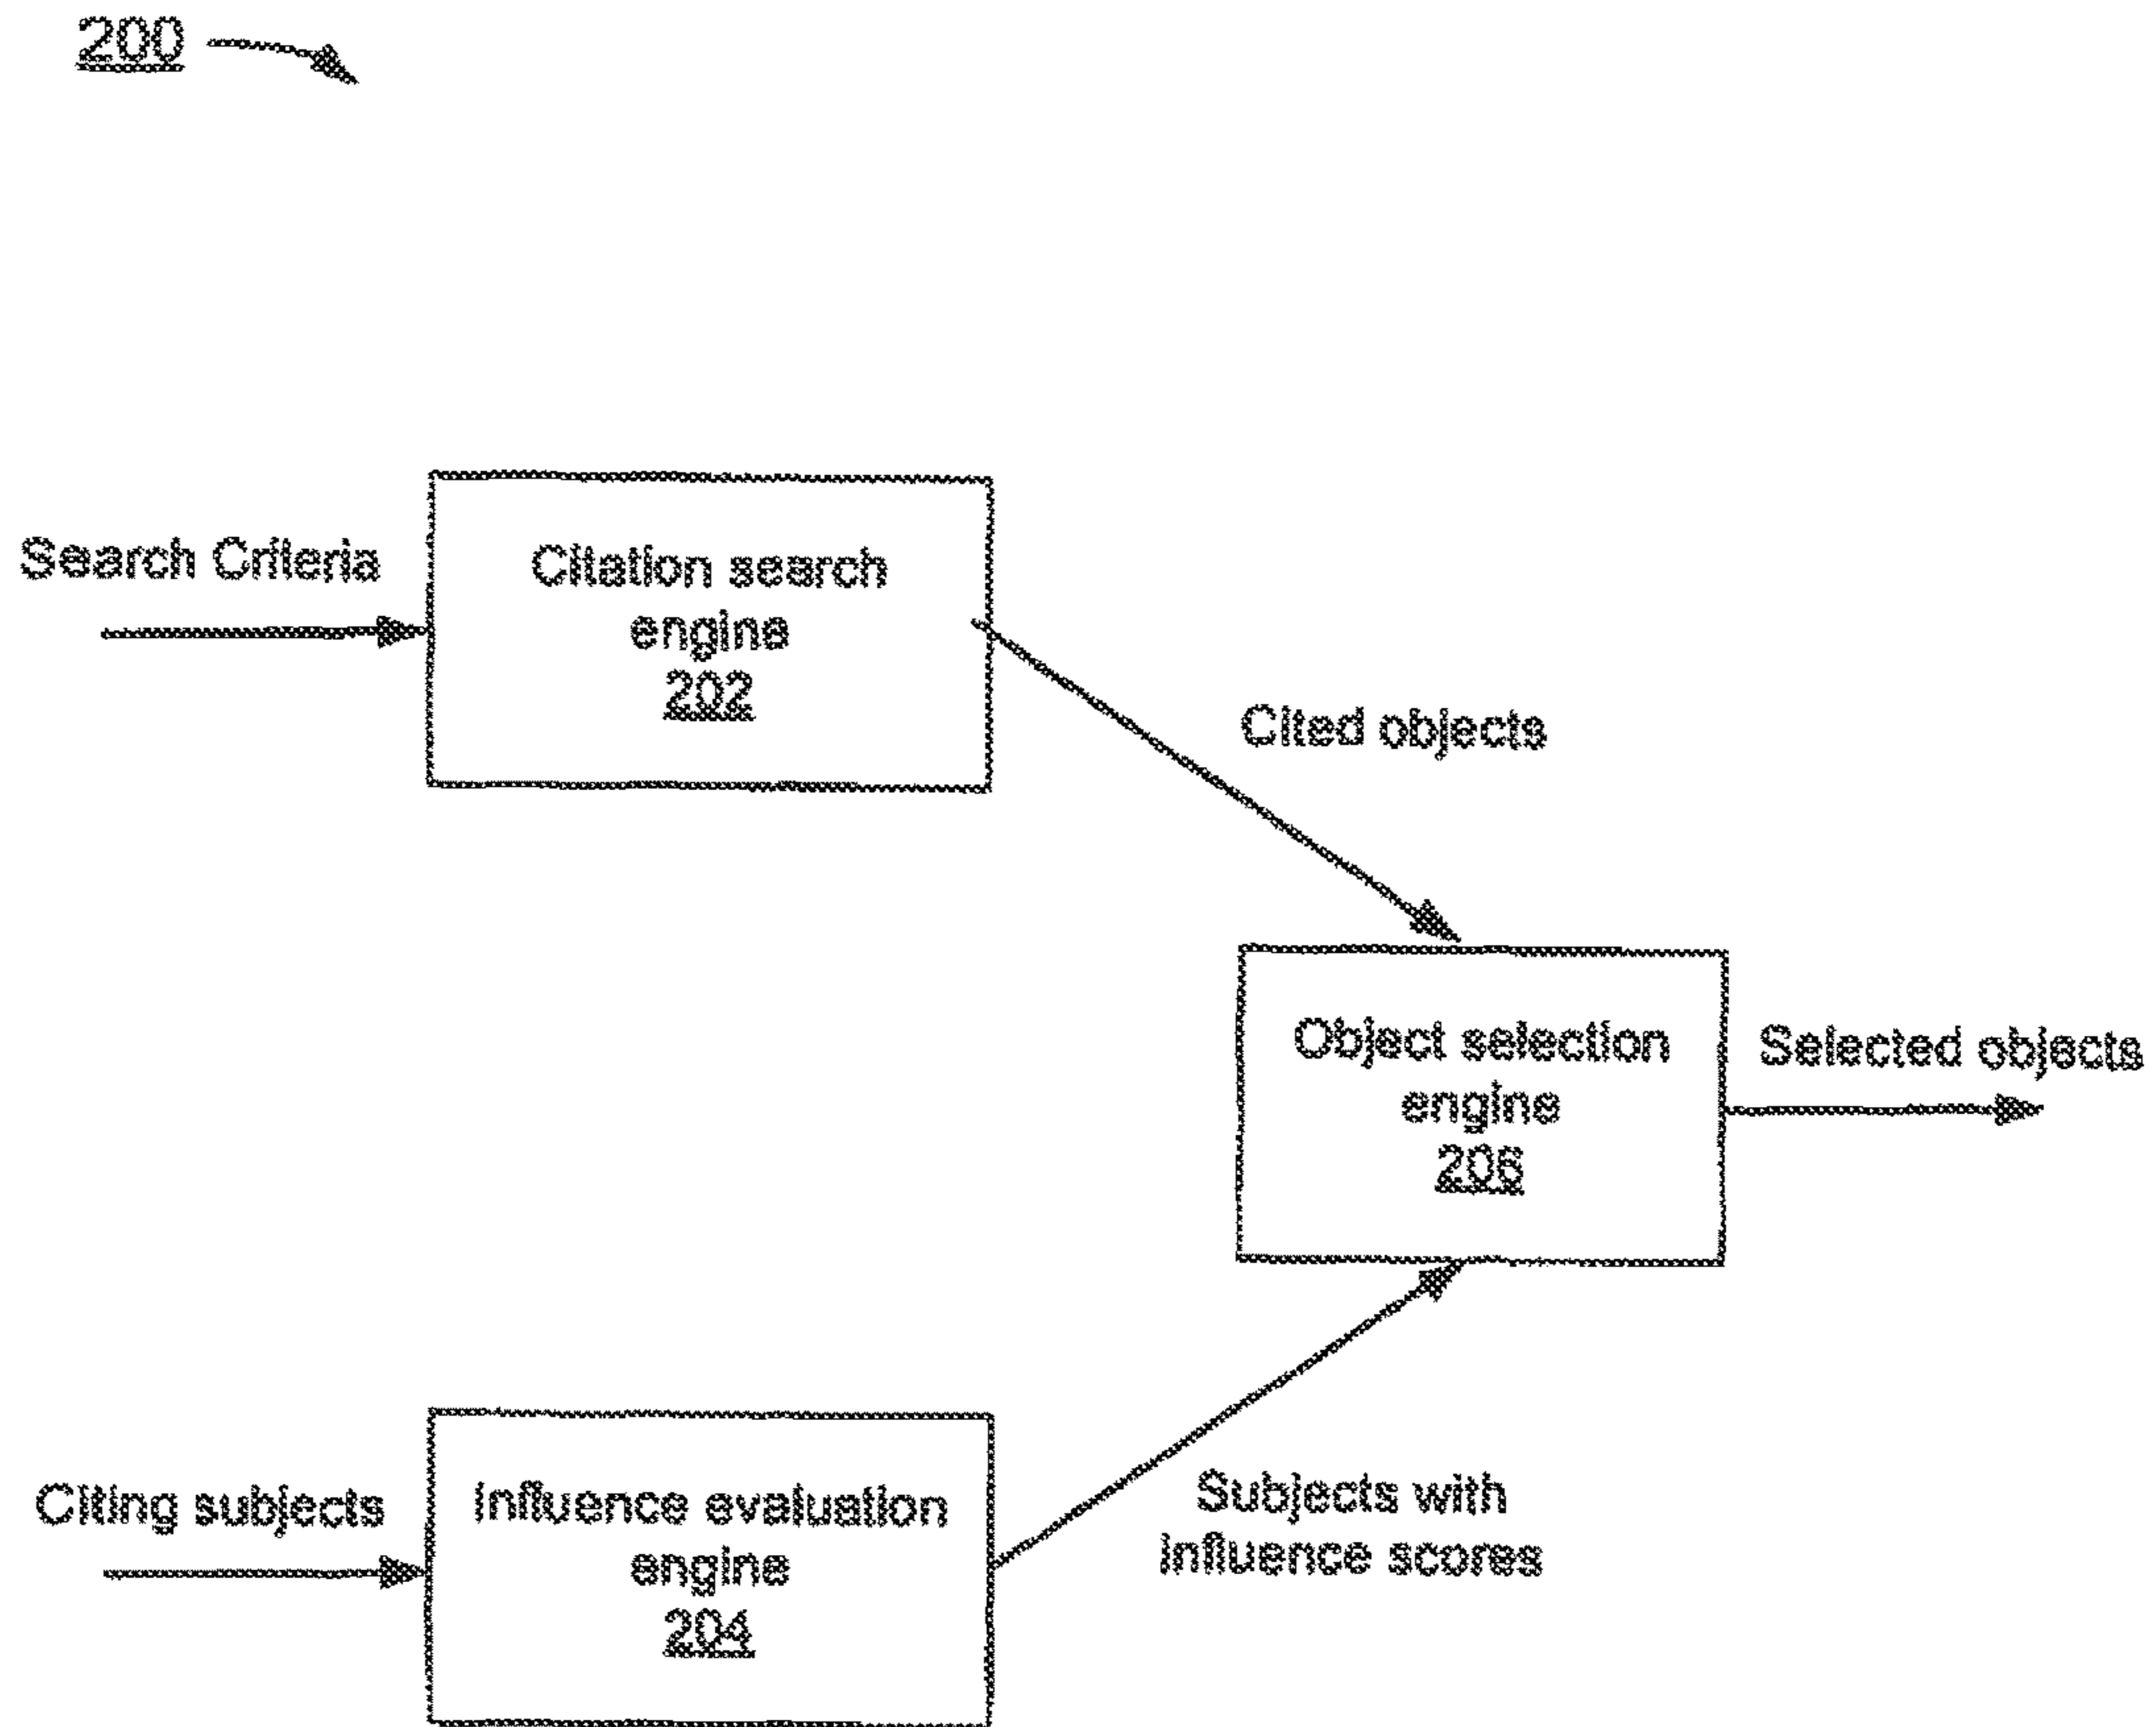 200
Search Criteria
Citation search
engine
202
Cited objects
Object selection
engine
206
Selected objects
Citing subjects
Influence evaluation
engine
204
Subjects with
influence scores